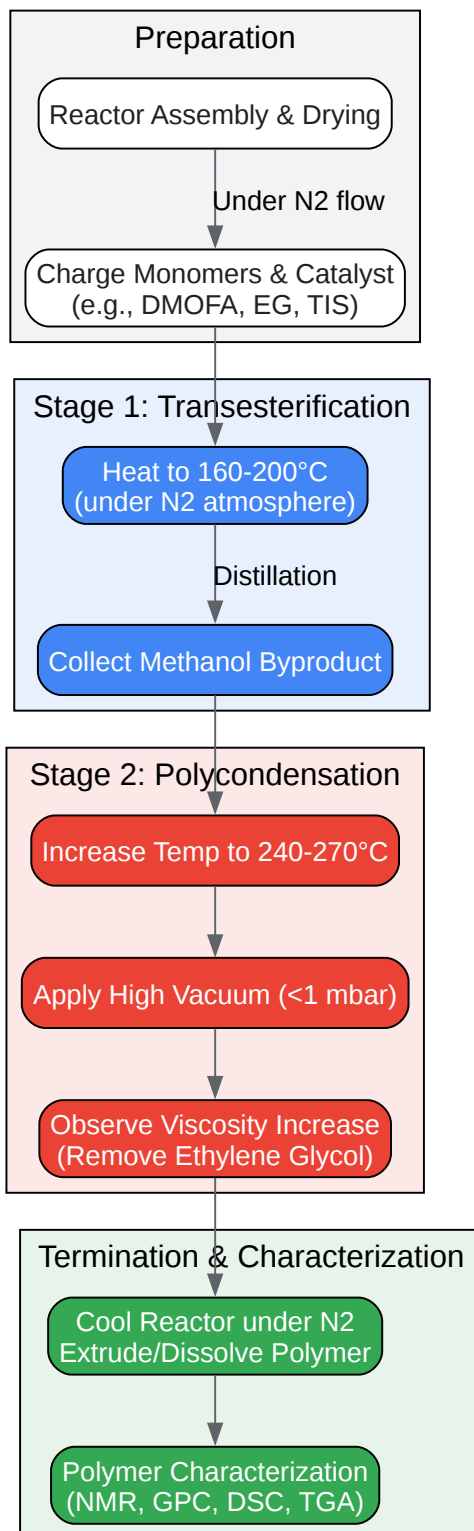 Preparation
Reactor Assembly & Drying
Under N2 flow
Charge Monomers & Catalyst
(e.g., DMOFA, EG, TIS)
Stage 1: Transesterification
Heat to 160-200°C
(under N2 atmosphere)
Distillation
Collect Methanol Byproduct
Stage 2: Polycondensation
Increase Temp to 240-270°C
Apply High Vacuum (<1 mbar)
Observe Viscosity Increase
(Remove Ethylene Glycol)
Termination & Characterization
Cool Reactor under N2
Extrude/Dissolve Polymer
Polymer Characterization
(NMR, GPC, DSC, TGA)